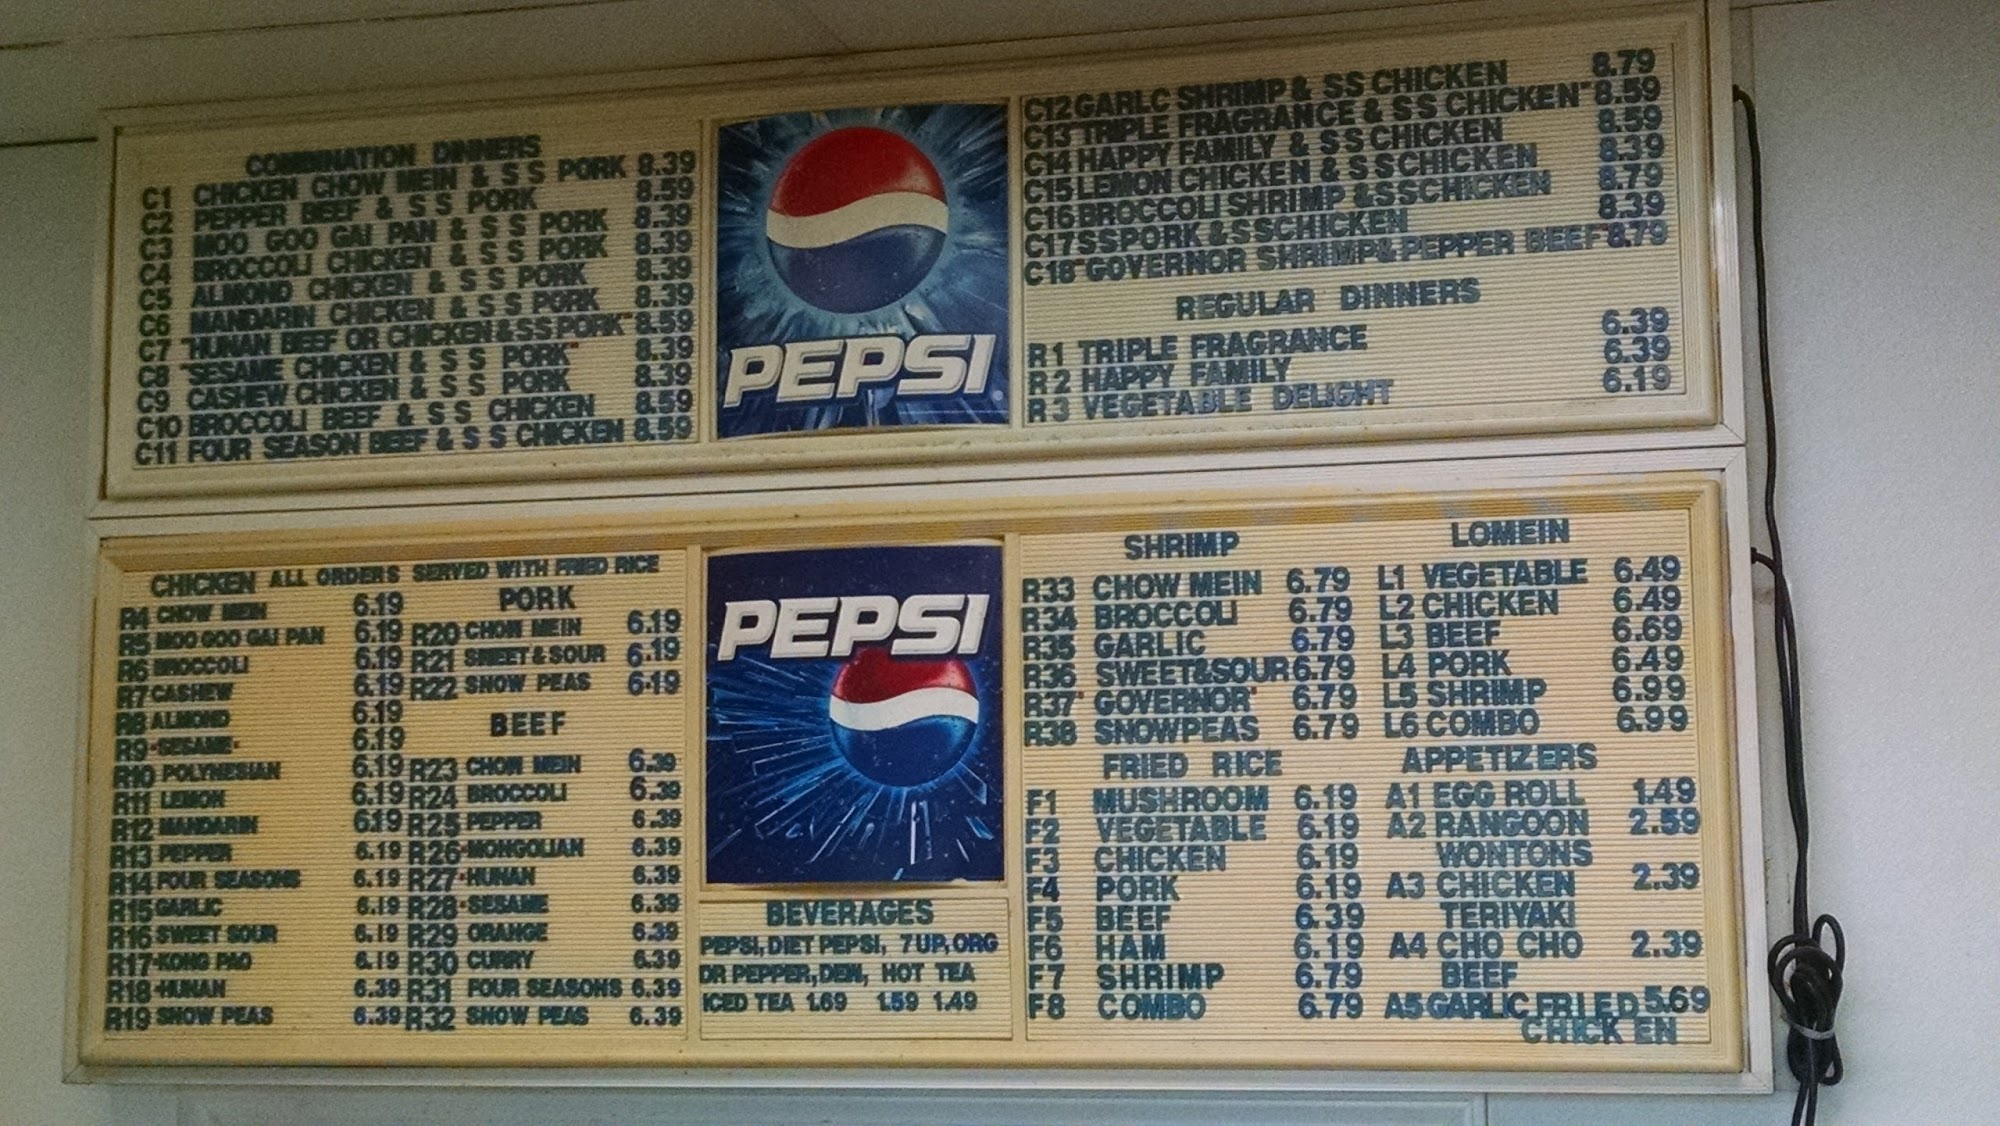 COMBINATION DINNERS
C1 CHICKEN CHOW MEIN & S S PORK 8.39
C2 PEPPER BEEF & S S PORK 8.59
C3 MOO GOO GAI PAN & S S PORK 8.39
C4 BROCCOLI CHICKEN & S S PORK 8.39
C5 ALMOND CHICKEN & S S PORK 8.39
C6 MANDARIN CHICKEN & S S PORK 8.39
C7 "HUNAN BEEF OR CHICKEN & S S PORK" 8.59
C8 "SESAME CHICKEN & S S PORK" 8.39
C9 CASHEW CHICKEN & S S PORK 8.39
C10 BROCCOLI BEEF & S S CHICKEN 8.59
C11 FOUR SEASON BEEF & S S CHICKEN 8.59
PEPSI
C12 GARLC SHRIMP & SS CHICKEN 8.79
C13 "TRIPLE FRAGRANCE & S S CHICKEN" 8.59
C14 HAPPY FAMILY & S S CHICKEN 8.59
C15 LEMON CHICKEN & S S CHICKEN 8.39
C16 BROCCOLI SHRIMP & S S CHICKEN 8.79
C17 SS PORK & SS CHICKEN 8.39
C18 "GOVERNOR SHRIMP & PEPPER BEEF" 8.79
REGULAR DINNERS
R1 TRIPLE FRAGRANCE 6.39
R2 HAPPY FAMILY 6.39
R3 VEGETABLE DELIGHT 6.19
CHICKEN ALL ORDERS SERVED WITH FRIED RICE
R4 CHOW MEIN 6.19
R5 MOO GOO GAI PAN 6.19
R6 BROCCOLI 6.19
R7 CASHEW 6.19
R8 ALMOND 6.19
R9 "SESAME" 6.19
R10 POLYNESIAN 6.19
R11 LEMON 6.19
R12 MANDARIN 6.19
R13 PEPPER 6.19
R14 FOUR SEASONS 6.19
R15 GARLIC 6.19
R16 SWEET SOUR 6.19
R17 KONG PAO 6.19
R18 HUNAN 6.39
R19 SNOW PEAS 6.39
PORK
R20 CHOW MEIN 6.19
R21 SWEET & SOUR 6.19
R22 SNOW PEAS 6.19
BEEF
R23 CHOW MEIN 6.39
R24 BROCCOLI 6.39
R25 PEPPER 6.39
R26 MONGOLIAN 6.39
R27 HUNAN 6.39
R28 SESAME 6.39
R29 ORANGE 6.39
R30 CURRY 6.39
R31 FOUR SEASONS 6.39
R32 SNOW PEAS 6.39
PEPSI
BEVERAGES
PEPSI, DIET PEPSI, 7 UP, ORG
DR PEPPER, DEW, HOT TEA
ICED TEA 1.69 1.59 1.49
SHRIMP
R33 CHOW MEIN 6.79
R34 BROCCOLI 6.79
R35 GARLIC 6.79
R36 SWEET&SOUR 6.79
R37 "GOVERNOR" 6.79
R38 SNOWPEAS 6.79
FRIED RICE
F1 MUSHROOM 6.19
F2 VEGETABLE 6.19
F3 CHICKEN 6.19
F4 PORK 6.19
F5 BEEF 6.39
F6 HAM 6.19
F7 SHRIMP 6.79
F8 COMBO 6.79
LOMEIN
L1 VEGETABLE 6.49
L2 CHICKEN 6.49
L3 BEEF 6.69
L4 PORK 6.49
L5 SHRIMP 6.99
L6 COMBO 6.99
APPETIZERS
A1 EGG ROLL 1.49
A2 RANGOON 2.59
WONTONS
A3 CHICKEN 2.39
TERIYAKI
A4 CHO CHO 2.39
BEEF
A5 GARLIC FRIED 5.69
CHICKEN